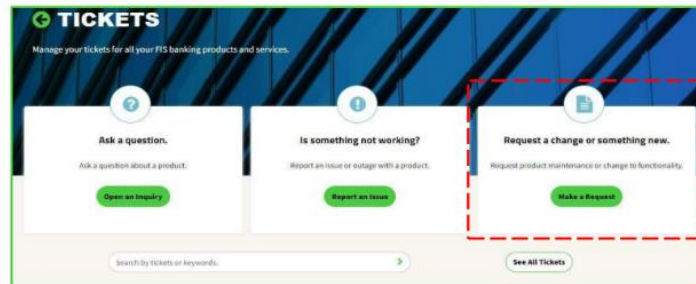 TICKETS
Manage your tickets for all your FIS banking products and services.
Ask a question.
Ask a question about a product.
Open an Inquiry
Is something not working?
Report an issue or outage with a product.
Report an Issue
Request a change or something new.
Request product maintenance or change to functionality.
Make a Request
Search by tickets or keywords.
See All Tickets